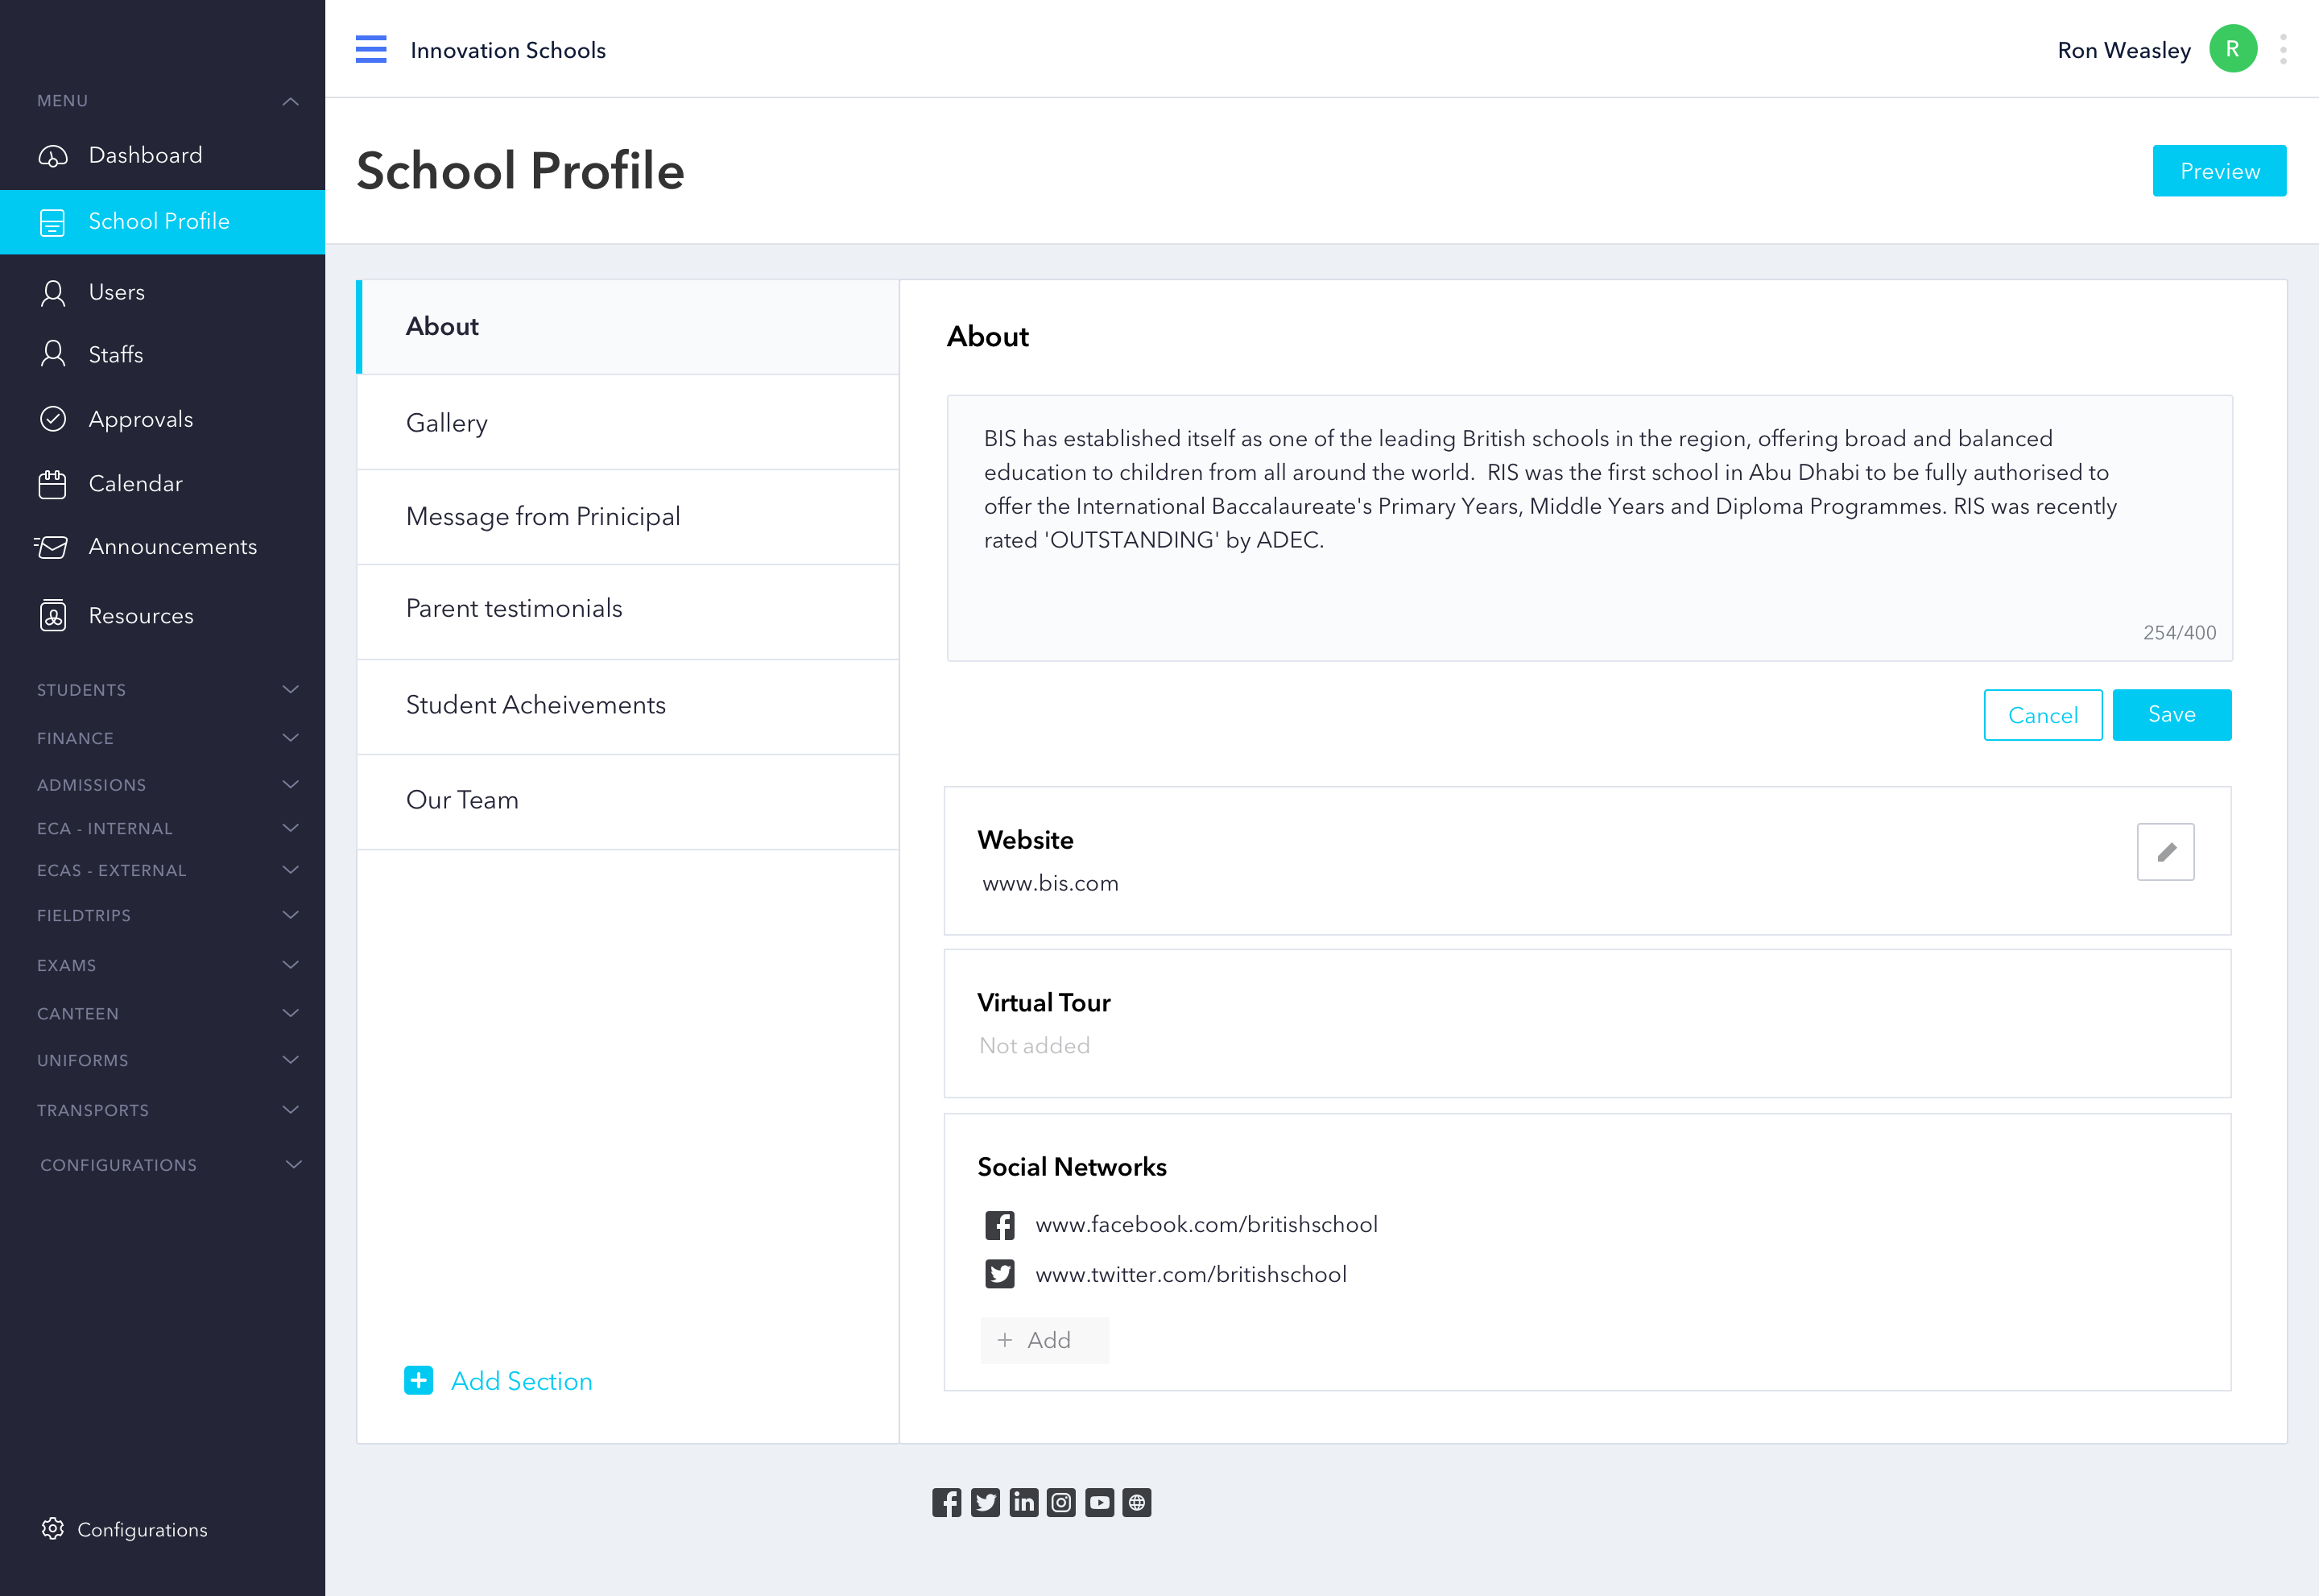 Innovation Schools
Ron Weasley
R
MENU
Dashboard
School Profile
Users
Staffs
Approvals
Calendar
Announcements
Resources
STUDENTS
FINANCE
ADMISSIONS
ECA - INTERNAL
ECAS - EXTERNAL
FIELDTRIPS
EXAMS
CANTEEN
UNIFORMS
TRANSPORTS
CONFIGURATIONS
Configurations
School Profile
Preview
About
Gallery
Message from Prinicipal
Parent testimonials
Student Acheivements
Our Team
Add Section
About
BIS has established itself as one of the leading British schools in the region, offering broad and balanced
education to children from all around the world.  RIS was the first school in Abu Dhabi to be fully authorised to
offer the International Baccalaureate's Primary Years, Middle Years and Diploma Programmes. RIS was recently
rated 'OUTSTANDING' by ADEC.
254/400
Cancel
Save
Website
www.bis.com
Virtual Tour
Not added
Social Networks
www.facebook.com/britishschool
www.twitter.com/britishschool
+ Add